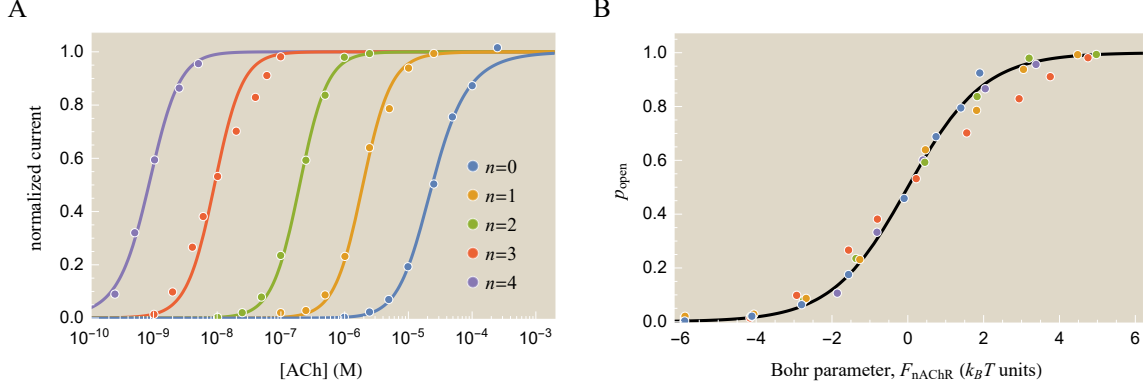 A
normalized current
1.0
0.8
0.6
0.4
0.2
0.0
10⁻¹⁰
10⁻⁹
10⁻⁸
10⁻⁷
10⁻⁶
10⁻⁵
10⁻⁴
10⁻³
[ACh] (M)
n=0
n=1
n=2
n=3
n=4
B
p_open
1.0
0.8
0.6
0.4
0.2
0.0
-6
-4
-2
0
2
4
6
Bohr parameter, F_nAChR (k_BT units)